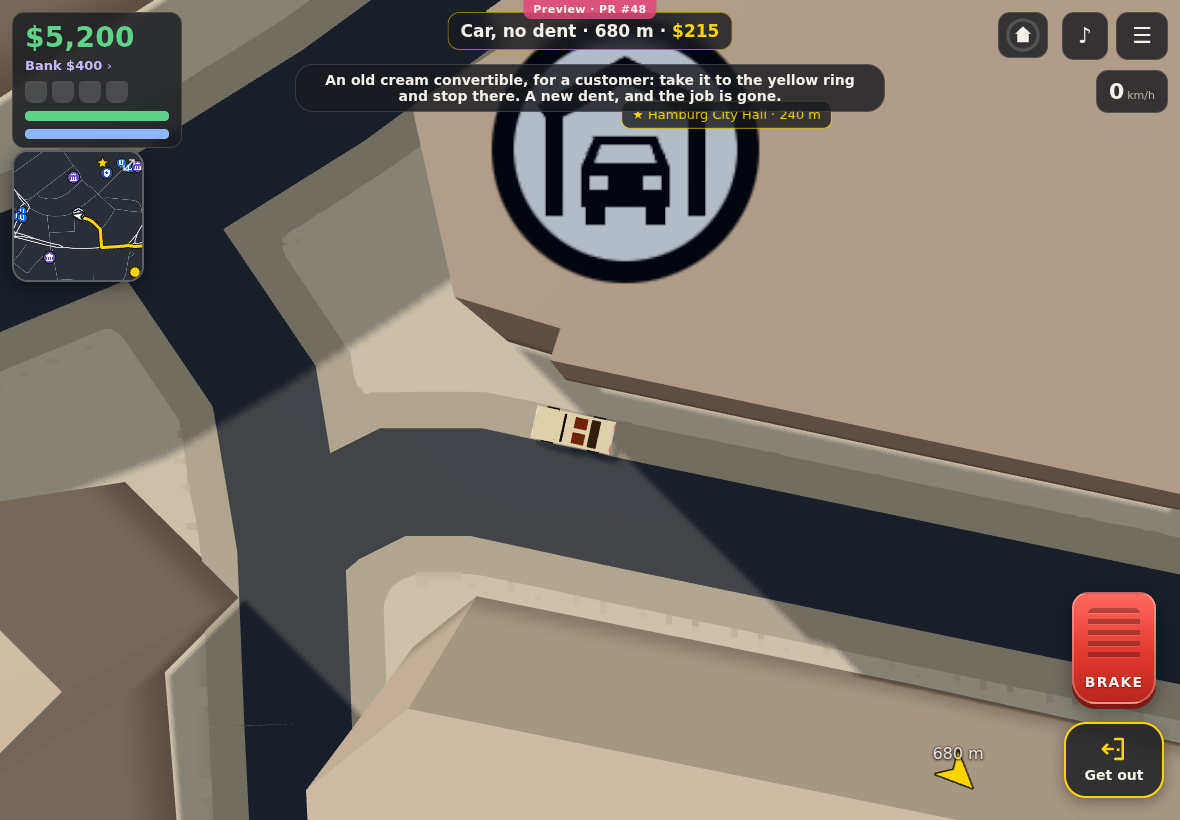 Preview · PR #48
$5,200
Bank $400 ›
Car, no dent · 680 m · $215
An old cream convertible, for a customer: take it to the yellow ring
and stop there. A new dent, and the job is gone.
★ Hamburg City Hall · 240 m
0 km/h
BRAKE
680 m
Get out